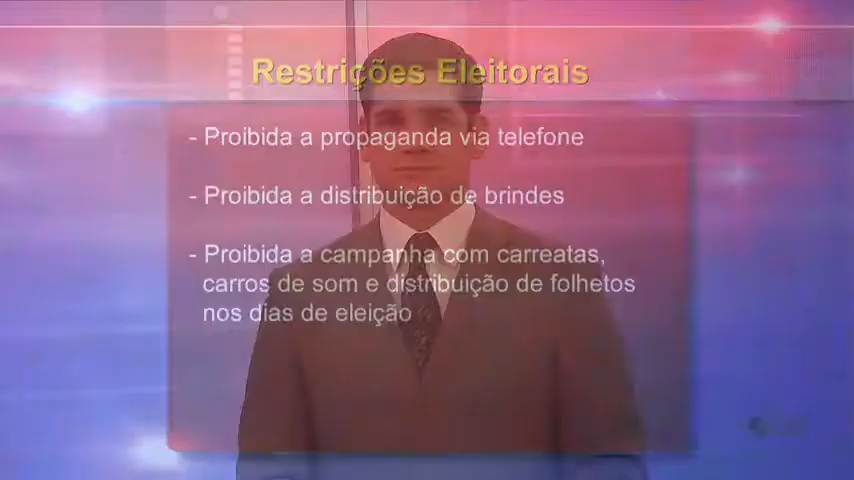 Restrições Eleitorais
- Proibida a propaganda via telefone
- Proibida a distribuição de brindes
- Proibida a campanha com carreatas,
carros de som e distribuição de folhetos
nos dias de eleição